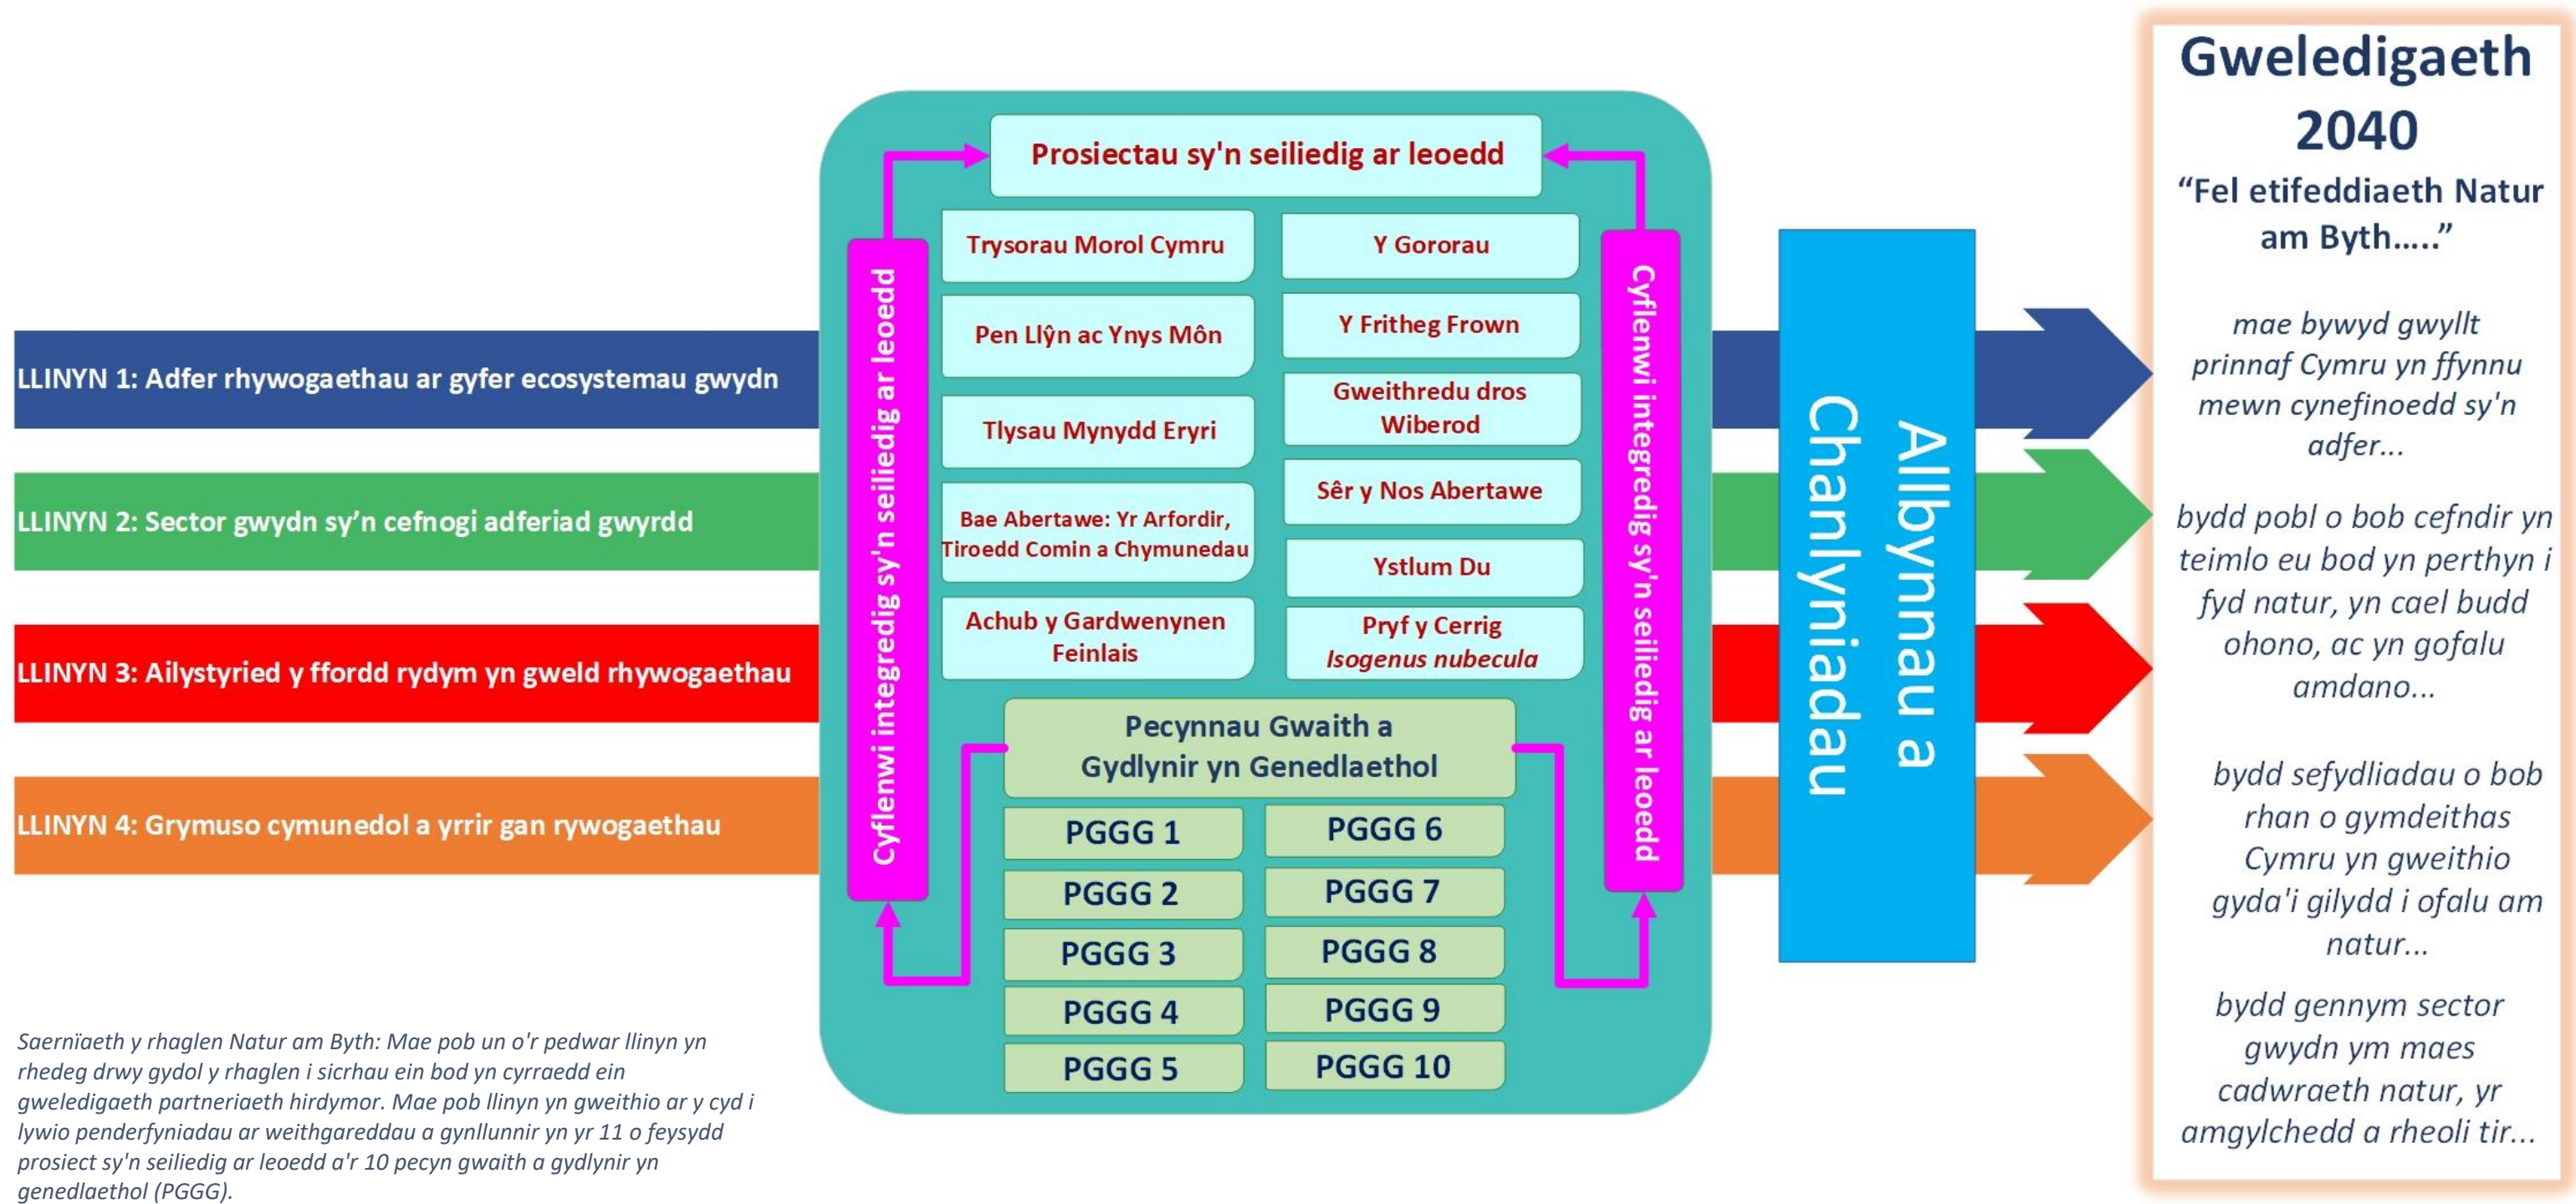 LLINYN 1: Adfer rhywogaethau ar gyfer ecosystemau gwydn
LLINYN 2: Sector gwydn sy’n cefnogi adferiad gwyrdd
LLINYN 3: Ailystyried y ffordd rydym yn gweld rhywogaethau
LLINYN 4: Grymuso cymunedol a yrrir gan rywogaethau
Saernïaeth y rhaglen Natur am Byth: Mae pob un o'r pedwar llinyn yn
rhedeg drwy gydol y rhaglen i sicrhau ein bod yn cyrraedd ein
gweledigaeth partneriaeth hirdymor. Mae pob llinyn yn gweithio ar y cyd i
lywio penderfyniadau ar weithgareddau a gynllunnir yn yr 11 o feysydd
prosiect sy'n seiliedig ar leoedd a'r 10 pecyn gwaith a gydlynir yn
genedlaethol (PGGG).
Cyflenwi integredig sy'n seiliedig ar leoedd
Prosiectau sy'n seiliedig ar leoedd
Trysorau Morol Cymru
Pen Llŷn ac Ynys Môn
Tlysau Mynydd Eryri
Bae Abertawe: Yr Arfordir,
Tiroedd Comin a Chymunedau
Achub y Gardwenynen
Feinlais
Y Gororau
Y Fritheg Frown
Gweithredu dros
Wiberod
Sêr y Nos Abertawe
Ystlum Du
Pryf y Cerrig
Isogenus nubecula
Pecynnau Gwaith a
Gydlynir yn Genedlaethol
PGGG 1
PGGG 2
PGGG 3
PGGG 4
PGGG 5
PGGG 6
PGGG 7
PGGG 8
PGGG 9
PGGG 10
Cyflenwi integredig sy'n seiliedig ar leoedd
Allbynnau a
Chanlyniadau
Gweledigaeth
2040
“Fel etifeddiaeth Natur
am Byth…..”
mae bywyd gwyllt
prinnaf Cymru yn ffynnu
mewn cynefinoedd sy'n
adfer...
bydd pobl o bob cefndir yn
teimlo eu bod yn perthyn i
fyd natur, yn cael budd
ohono, ac yn gofalu
amdano...
bydd sefydliadau o bob
rhan o gymdeithas
Cymru yn gweithio
gyda'i gilydd i ofalu am
natur...
bydd gennym sector
gwydn ym maes
cadwraeth natur, yr
amgylchedd a rheoli tir...